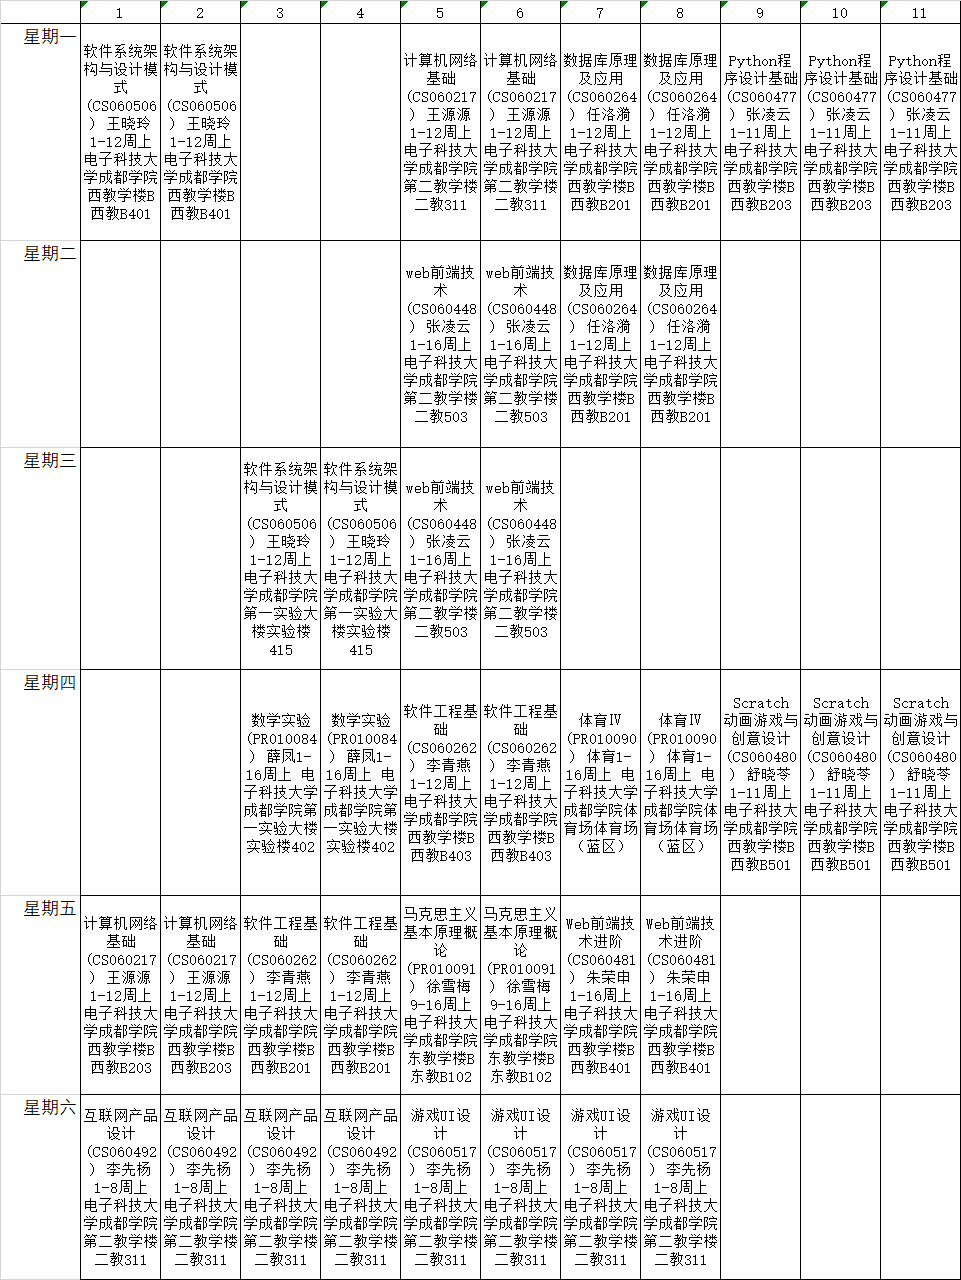 1 2 3 4 5 6 7 8 9 10 11
星期一
软件系统架
构与设计模
式
(CS060506
) 王晓玲
1-12周上
电子科技大
学成都学院
西教学楼B
西教B401
软件系统架
构与设计模
式
(CS060506
) 王晓玲
1-12周上
电子科技大
学成都学院
西教学楼B
西教B401
计算机网络
基础
(CS060217
) 王源源
1-12周上
电子科技大
学成都学院
第二教学楼
二教311
计算机网络
基础
(CS060217
) 王源源
1-12周上
电子科技大
学成都学院
第二教学楼
二教311
数据库原理
及应用
(CS060264
) 任洛漪
1-12周上
电子科技大
学成都学院
西教学楼B
西教B201
数据库原理
及应用
(CS060264
) 任洛漪
1-12周上
电子科技大
学成都学院
西教学楼B
西教B201
Python程
序设计基础
(CS060477
) 张凌云
1-11周上
电子科技大
学成都学院
西教学楼B
西教B203
Python程
序设计基础
(CS060477
) 张凌云
1-11周上
电子科技大
学成都学院
西教学楼B
西教B203
Python程
序设计基础
(CS060477
) 张凌云
1-11周上
电子科技大
学成都学院
西教学楼B
西教B203
星期二
web前端技
术
(CS060448
) 张凌云
1-16周上
电子科技大
学成都学院
第二教学楼
二教503
web前端技
术
(CS060448
) 张凌云
1-16周上
电子科技大
学成都学院
第二教学楼
二教503
数据库原理
及应用
(CS060264
) 任洛漪
1-12周上
电子科技大
学成都学院
西教学楼B
西教B201
数据库原理
及应用
(CS060264
) 任洛漪
1-12周上
电子科技大
学成都学院
西教学楼B
西教B201
星期三
软件系统架
构与设计模
式
(CS060506
) 王晓玲
1-12周上
电子科技大
学成都学院
第一实验大
楼实验楼
415
软件系统架
构与设计模
式
(CS060506
) 王晓玲
1-12周上
电子科技大
学成都学院
第一实验大
楼实验楼
415
web前端技
术
(CS060448
) 张凌云
1-16周上
电子科技大
学成都学院
第二教学楼
二教503
web前端技
术
(CS060448
) 张凌云
1-16周上
电子科技大
学成都学院
第二教学楼
二教503
星期四
数学实验
(PR010084
) 薛凤1-
16周上 电
子科技大学
成都学院第
一实验大楼
实验楼402
数学实验
(PR010084
) 薛凤1-
16周上 电
子科技大学
成都学院第
一实验大楼
实验楼402
软件工程基
础
(CS060262
) 李青燕
1-12周上
电子科技大
学成都学院
西教学楼B
西教B403
软件工程基
础
(CS060262
) 李青燕
1-12周上
电子科技大
学成都学院
西教学楼B
西教B403
体育Ⅳ
(PR010090
) 体育1-
16周上 电
子科技大学
成都学院体
育场体育场
（蓝区）
体育Ⅳ
(PR010090
) 体育1-
16周上 电
子科技大学
成都学院体
育场体育场
（蓝区）
Scratch
动画游戏与
创意设计
(CS060480
) 舒晓苓
1-11周上
电子科技大
学成都学院
西教学楼B
西教B501
Scratch
动画游戏与
创意设计
(CS060480
) 舒晓苓
1-11周上
电子科技大
学成都学院
西教学楼B
西教B501
Scratch
动画游戏与
创意设计
(CS060480
) 舒晓苓
1-11周上
电子科技大
学成都学院
西教学楼B
西教B501
星期五
计算机网络
基础
(CS060217
) 王源源
1-12周上
电子科技大
学成都学院
西教学楼B
西教B203
计算机网络
基础
(CS060217
) 王源源
1-12周上
电子科技大
学成都学院
西教学楼B
西教B203
软件工程基
础
(CS060262
) 李青燕
1-12周上
电子科技大
学成都学院
西教学楼B
西教B201
软件工程基
础
(CS060262
) 李青燕
1-12周上
电子科技大
学成都学院
西教学楼B
西教B201
马克思主义
基本原理概
论
(PR010091
) 徐雪梅
9-16周上
电子科技大
学成都学院
东教学楼B
东教B102
马克思主义
基本原理概
论
(PR010091
) 徐雪梅
9-16周上
电子科技大
学成都学院
东教学楼B
东教B102
Web前端技
术进阶
(CS060481
) 朱荣申
1-16周上
电子科技大
学成都学院
西教学楼B
西教B401
Web前端技
术进阶
(CS060481
) 朱荣申
1-16周上
电子科技大
学成都学院
西教学楼B
西教B401
星期六
互联网产品
设计
(CS060492
) 李先杨
1-8周上
电子科技大
学成都学院
第二教学楼
二教311
互联网产品
设计
(CS060492
) 李先杨
1-8周上
电子科技大
学成都学院
第二教学楼
二教311
互联网产品
设计
(CS060492
) 李先杨
1-8周上
电子科技大
学成都学院
第二教学楼
二教311
互联网产品
设计
(CS060492
) 李先杨
1-8周上
电子科技大
学成都学院
第二教学楼
二教311
游戏UI设
计
(CS060517
) 李先杨
1-8周上
电子科技大
学成都学院
第二教学楼
二教311
游戏UI设
计
(CS060517
) 李先杨
1-8周上
电子科技大
学成都学院
第二教学楼
二教311
游戏UI设
计
(CS060517
) 李先杨
1-8周上
电子科技大
学成都学院
第二教学楼
二教311
游戏UI设
计
(CS060517
) 李先杨
1-8周上
电子科技大
学成都学院
第二教学楼
二教311